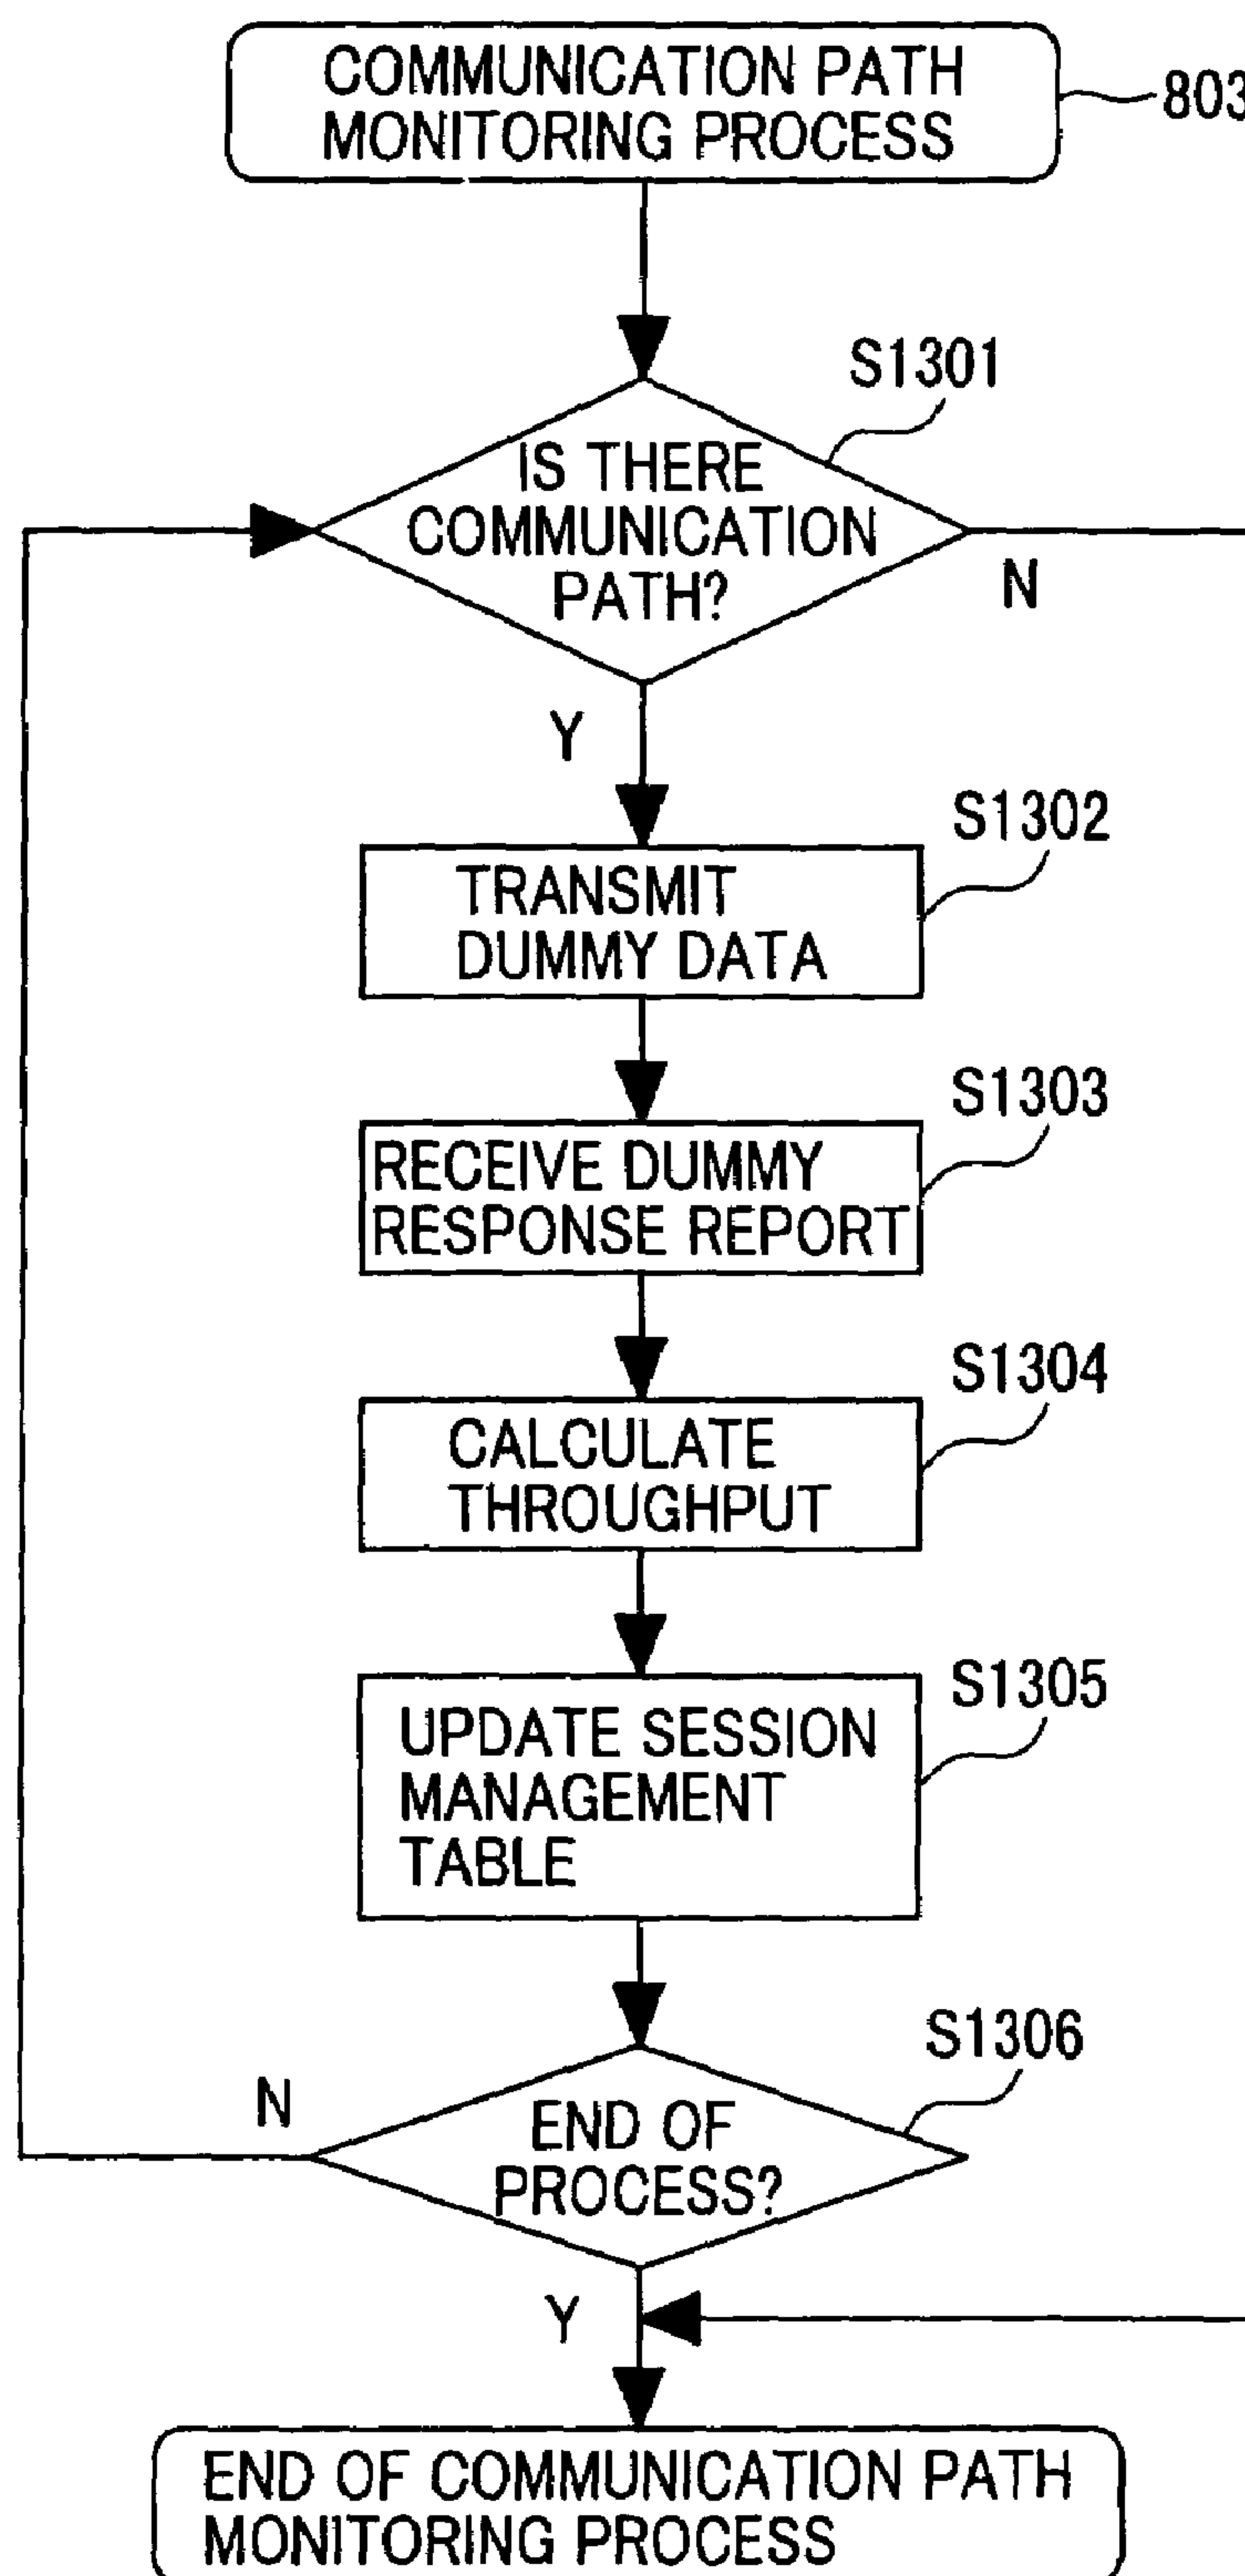 COMMUNICATION PATH
MONITORING PROCESS
803
S1301
IS THERE
COMMUNICATION
PATH?
N
Y
S1302
TRANSMIT
DUMMY DATA
S1303
RECEIVE DUMMY
RESPONSE REPORT
S1304
CALCULATE
THROUGHPUT
S1305
UPDATE SESSION
MANAGEMENT
TABLE
S1306
N
END OF
PROCESS?
Y
END OF COMMUNICATION PATH
MONITORING PROCESS